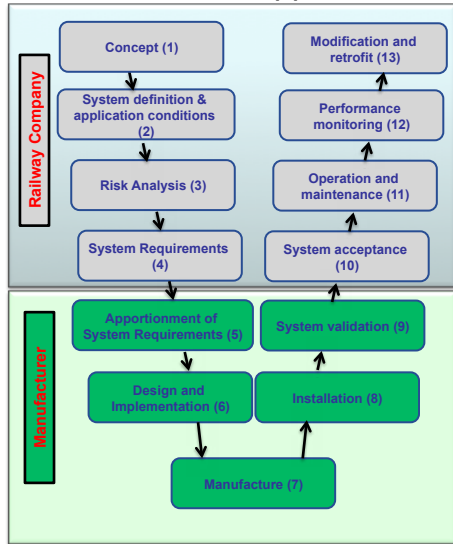 Concept (1)
System definition &
application conditions
(2)
Risk Analysis (3)
System Requirements
(4)
Railway Company
Modification and
retrofit (13)
Performance
monitoring (12)
Operation and
maintenance (11)
System acceptance
(10)
Apportionment of
System Requirements (5)
Design and
Implementation (6)
Manufacture (7)
Manufacturer
System validation (9)
Installation (8)